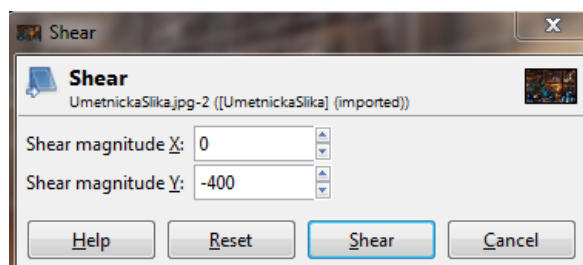 Shear
x
Shear
UmetnickaSlika.jpg-2 ([UmetnickaSlika] (imported))
Shear magnitude X: 0
Shear magnitude Y: -400
Help Reset Shear Cancel